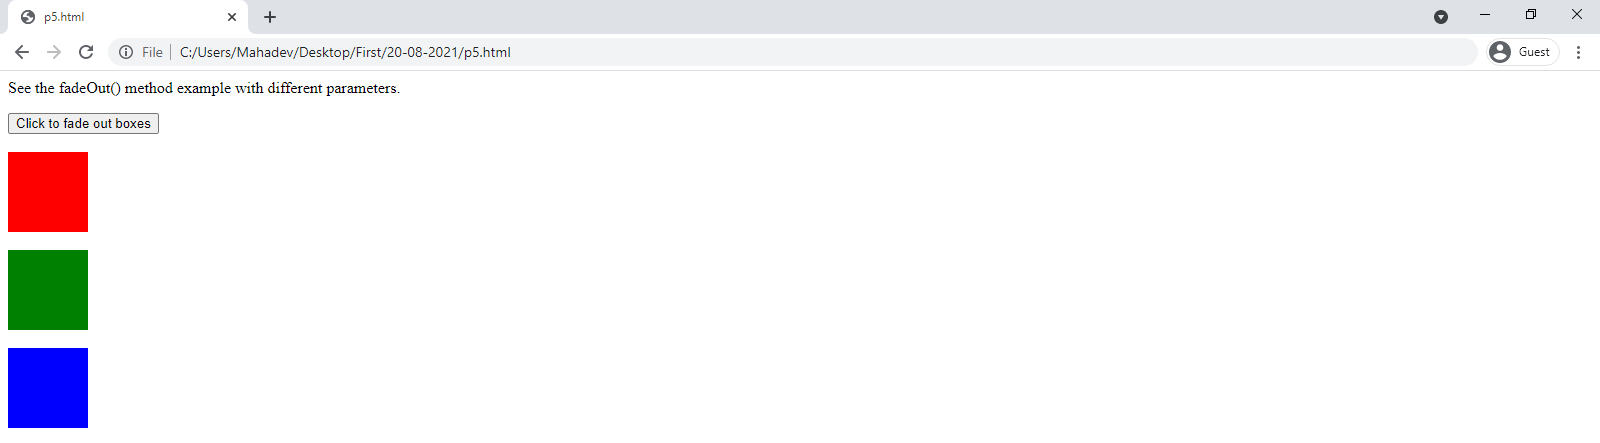 p5.html
File
C:/Users/Mahadev/Desktop/First/20-08-2021/p5.html
Guest
See the fadeOut() method example with different parameters.
Click to fade out boxes